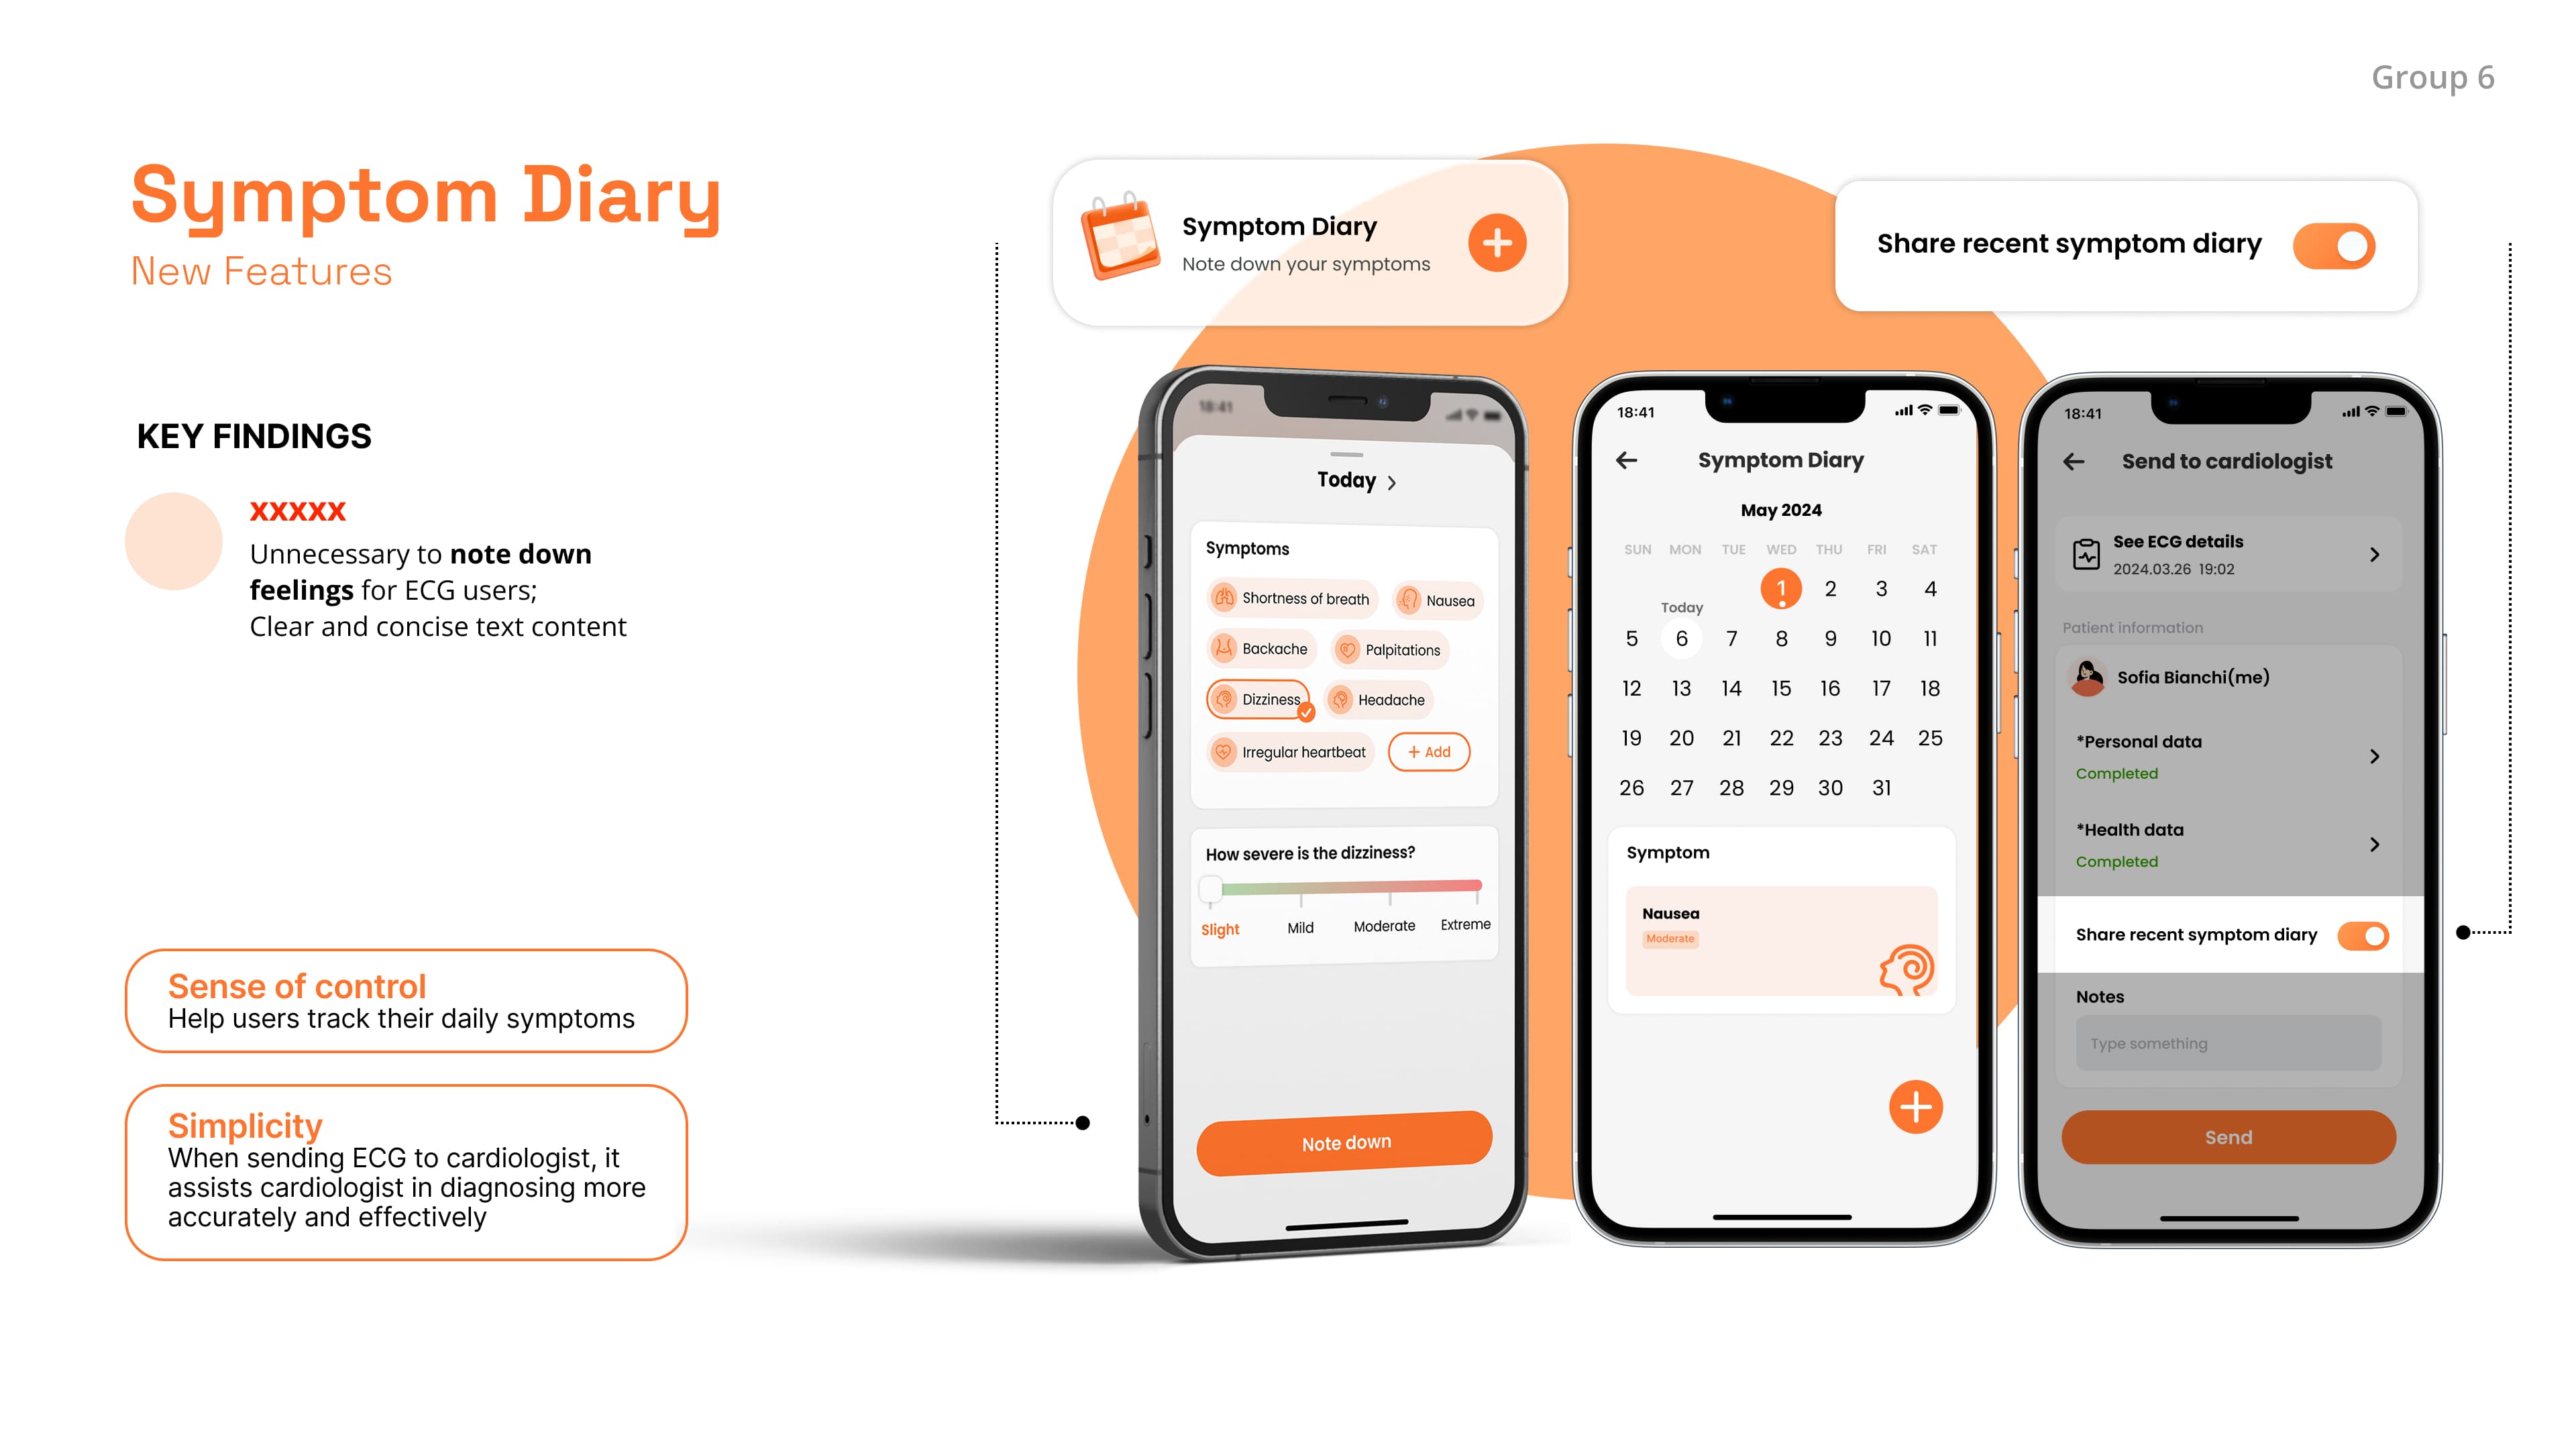 Group 6
Symptom Diary
New Features
KEY FINDINGS
xxxxx
Unnecessary to note down
feelings for ECG users;
Clear and concise text content
Sense of control
Help users track their daily symptoms
Simplicity
When sending ECG to cardiologist, it
assists cardiologist in diagnosing more
accurately and effectively
Symptom Diary
Note down your symptoms
Share recent symptom diary
18:41
Today
Symptoms
Shortness of breath Nausea
Backache Palpitations
Dizziness Headache
Irregular heartbeat + Add
How severe is the dizziness?
Slight Mild Moderate Extreme
Note down
18:41
Symptom Diary
May 2024
SUN MON TUE WED THU FRI SAT
1 2 3 4
Today
5 6 7 8 9 10 11
12 13 14 15 16 17 18
19 20 21 22 23 24 25
26 27 28 29 30 31
Symptom
Nausea
Moderate
18:41
Send to cardiologist
See ECG details
2024.03.26 19:02
Patient information
Sofia Bianchi(me)
*Personal data
Completed
*Health data
Completed
Share recent symptom diary
Notes
Type something
Send